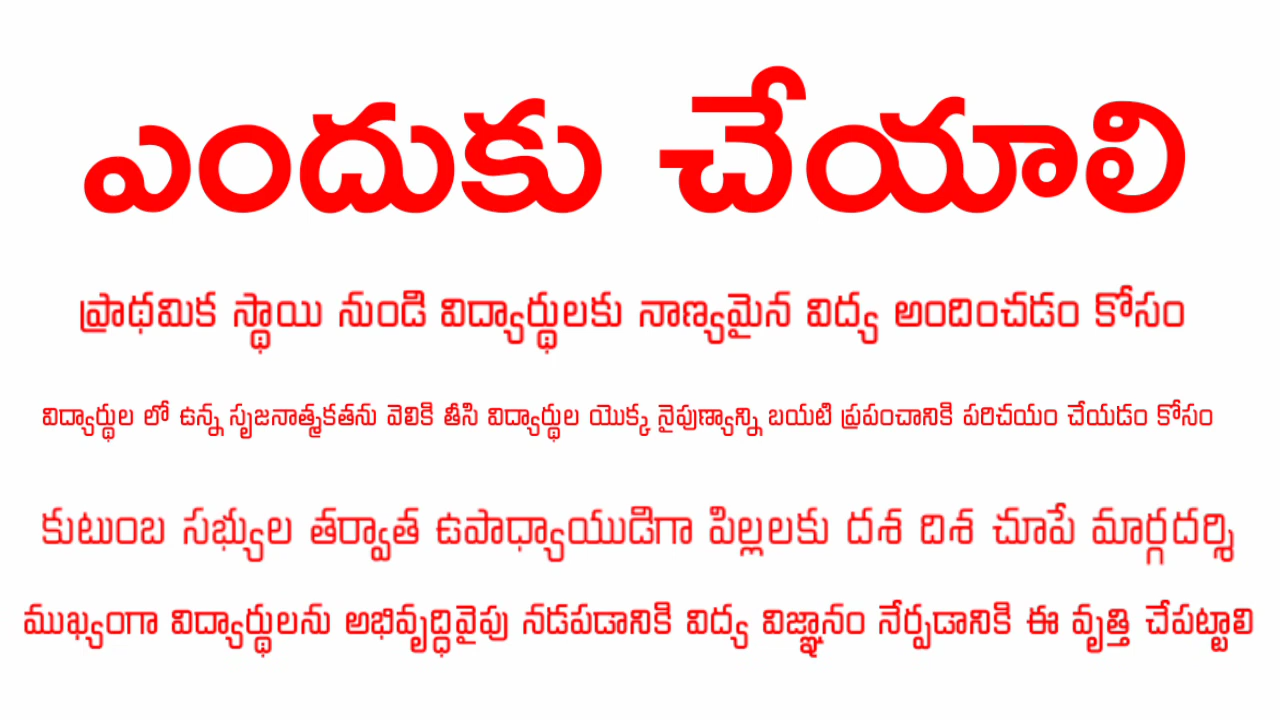 ఎందుకు చేయాలి
ప్రాథమిక స్థాయి నుండి విద్యార్థులకు నాణ్యమైన విద్య అందించడం కోసం
విద్యార్థుల లో ఉన్న సృజనాత్మకతను వెలికి తీసి విద్యార్థుల యొక్క నైపుణ్యాన్ని బయటి ప్రపంచానికి పరిచయం చేయడం కోసం
కుటుంబ సభ్యుల తర్వాత ఉపాధ్యాయుడిగా పిల్లలకు దశ దిశ చూపే మార్గదర్శి
ముఖ్యంగా విద్యార్థులను అభివృద్ధివైపు నడపడానికి విద్య విజ్ఞానం నేర్పడానికి ఈ వృత్తి చేపట్టాలి